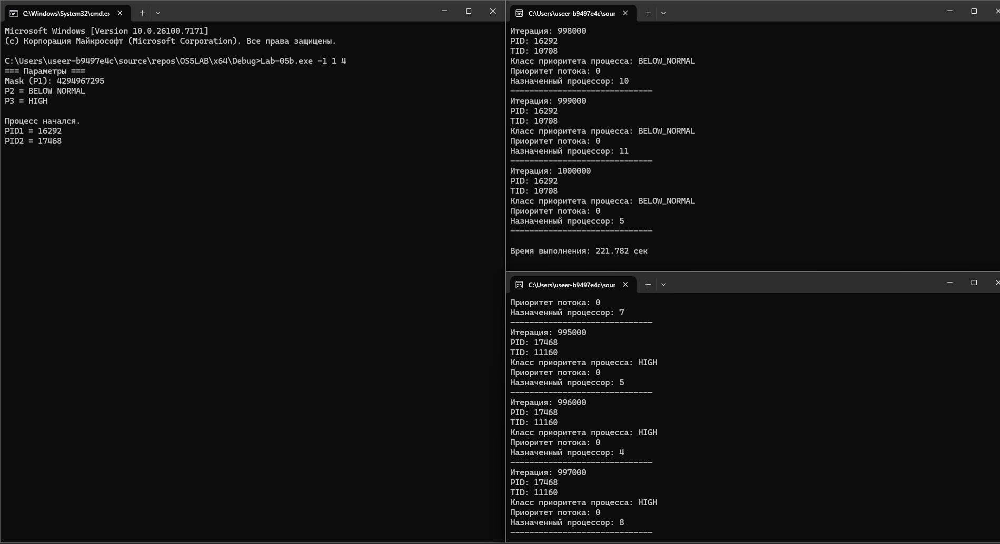 C:\Windows\System32\cmd.ex
Microsoft Windows [Version 10.0.26100.7171]
(c) Корпорация Майкрософт (Microsoft Corporation). Все права защищены.
C:\Users\useer-b9497e4c\source\repos\OS5LAB\x64\Debug>Lab-05b.exe -1 1 4
=== Параметры ===
Mask (P1): 4294967295
P2 = BELOW NORMAL
P3 = HIGH
Процесс начался.
PID1 = 16292
PID2 = 17468
C:\Users\useer-b9497e4c\sour
Итерация: 998000
PID: 16292
TID: 10708
Класс приоритета процесса: BELOW_NORMAL
Приоритет потока: 0
Назначенный процессор: 10
------------------------------
Итерация: 999000
PID: 16292
TID: 10708
Класс приоритета процесса: BELOW_NORMAL
Приоритет потока: 0
Назначенный процессор: 11
------------------------------
Итерация: 1000000
PID: 16292
TID: 10708
Класс приоритета процесса: BELOW_NORMAL
Приоритет потока: 0
Назначенный процессор: 5
------------------------------
Время выполнения: 221.782 сек
C:\Users\useer-b9497e4c\sour
Приоритет потока: 0
Назначенный процессор: 7
------------------------------
Итерация: 995000
PID: 17468
TID: 11160
Класс приоритета процесса: HIGH
Приоритет потока: 0
Назначенный процессор: 5
------------------------------
Итерация: 996000
PID: 17468
TID: 11160
Класс приоритета процесса: HIGH
Приоритет потока: 0
Назначенный процессор: 4
------------------------------
Итерация: 997000
PID: 17468
TID: 11160
Класс приоритета процесса: HIGH
Приоритет потока: 0
Назначенный процессор: 8
------------------------------